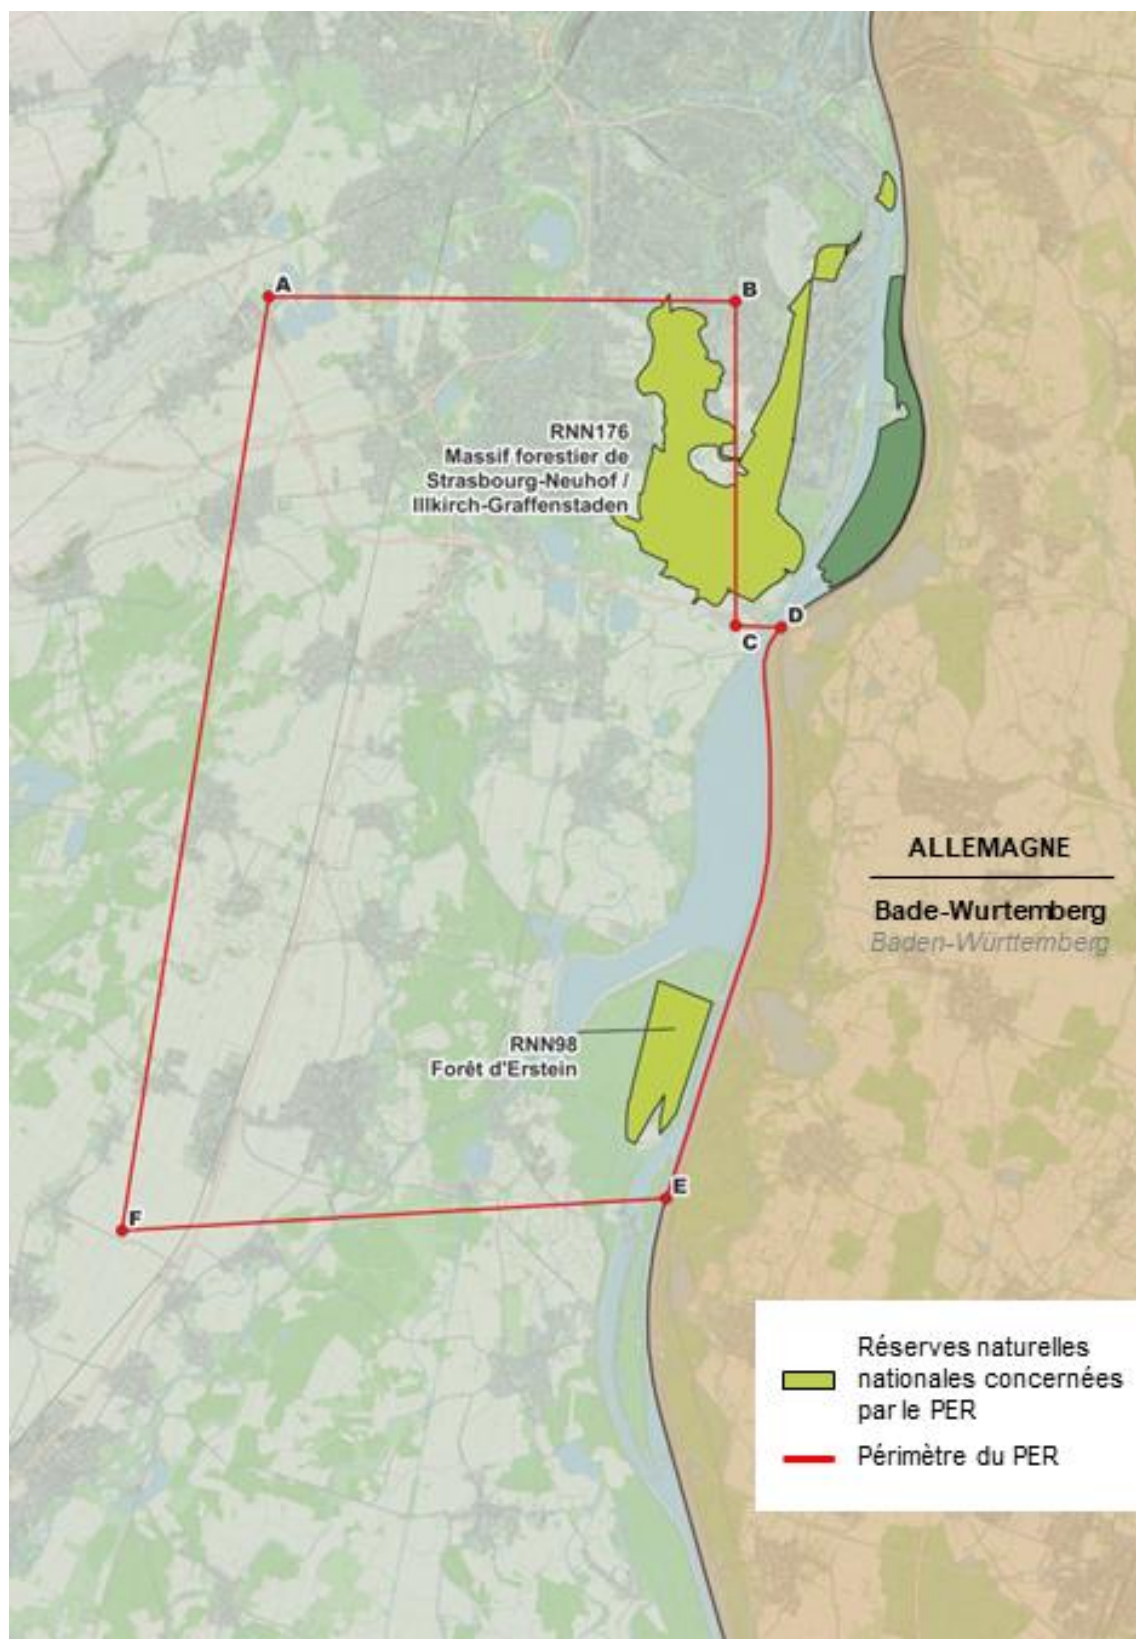 A
B
RNN176
Massif forestier de
Strasbourg-Neuhof /
Illkirch-Graffenstaden
D
C
ALLEMAGNE
Bade-Wurtemberg
Baden-Württemberg
RNN98
Forêt d'Erstein
E
F
Réserves naturelles
nationales concernées
par le PER
Périmètre du PER